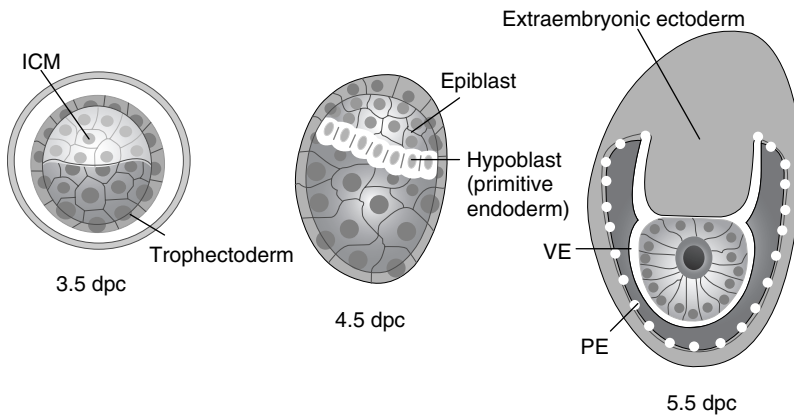 Extraembryonic ectoderm
ICM
Epiblast
Hypoblast
(primitive
endoderm)
Trophectoderm
VE
3.5 dpc
4.5 dpc
PE
5.5 dpc